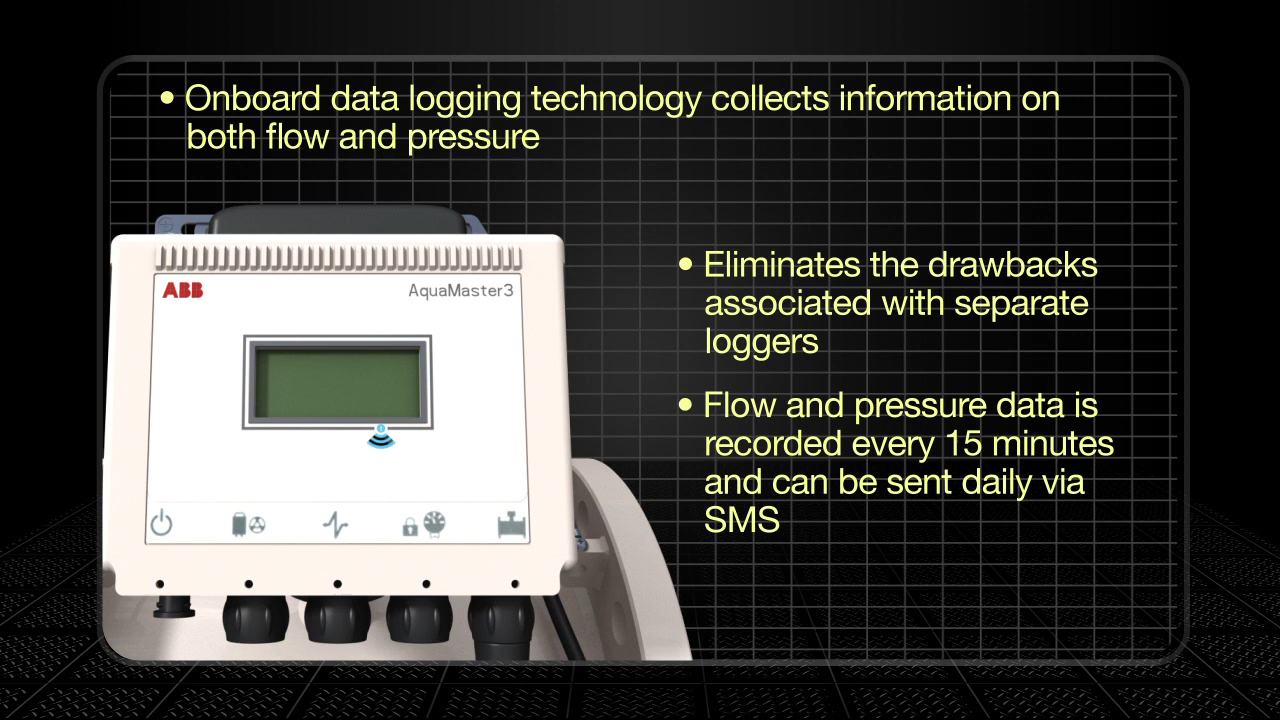 • Onboard data logging technology collects information on
both flow and pressure
ABB
AquaMaster3
• Eliminates the drawbacks
associated with separate
loggers
• Flow and pressure data is
recorded every 15 minutes
and can be sent daily via
SMS